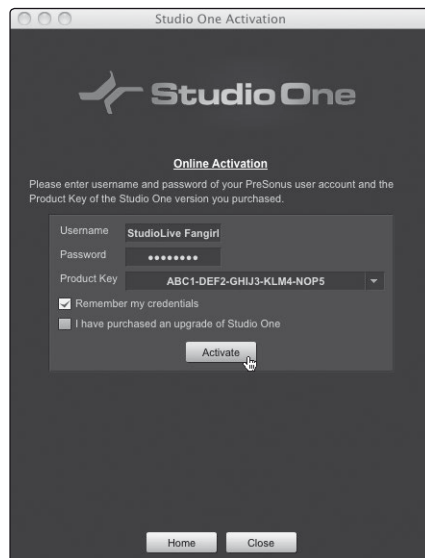 Studio One Activation
Studio One
Online Activation
Please enter username and password of your PreSonus user account and the
Product Key of the Studio One version you purchased.
Username StudioLive Fangirl
Password ••••••••
Product Key ABC1-DEF2-GHIJ3-KLM4-NOP5
Remember my credentials
I have purchased an upgrade of Studio One
Activate
Home Close